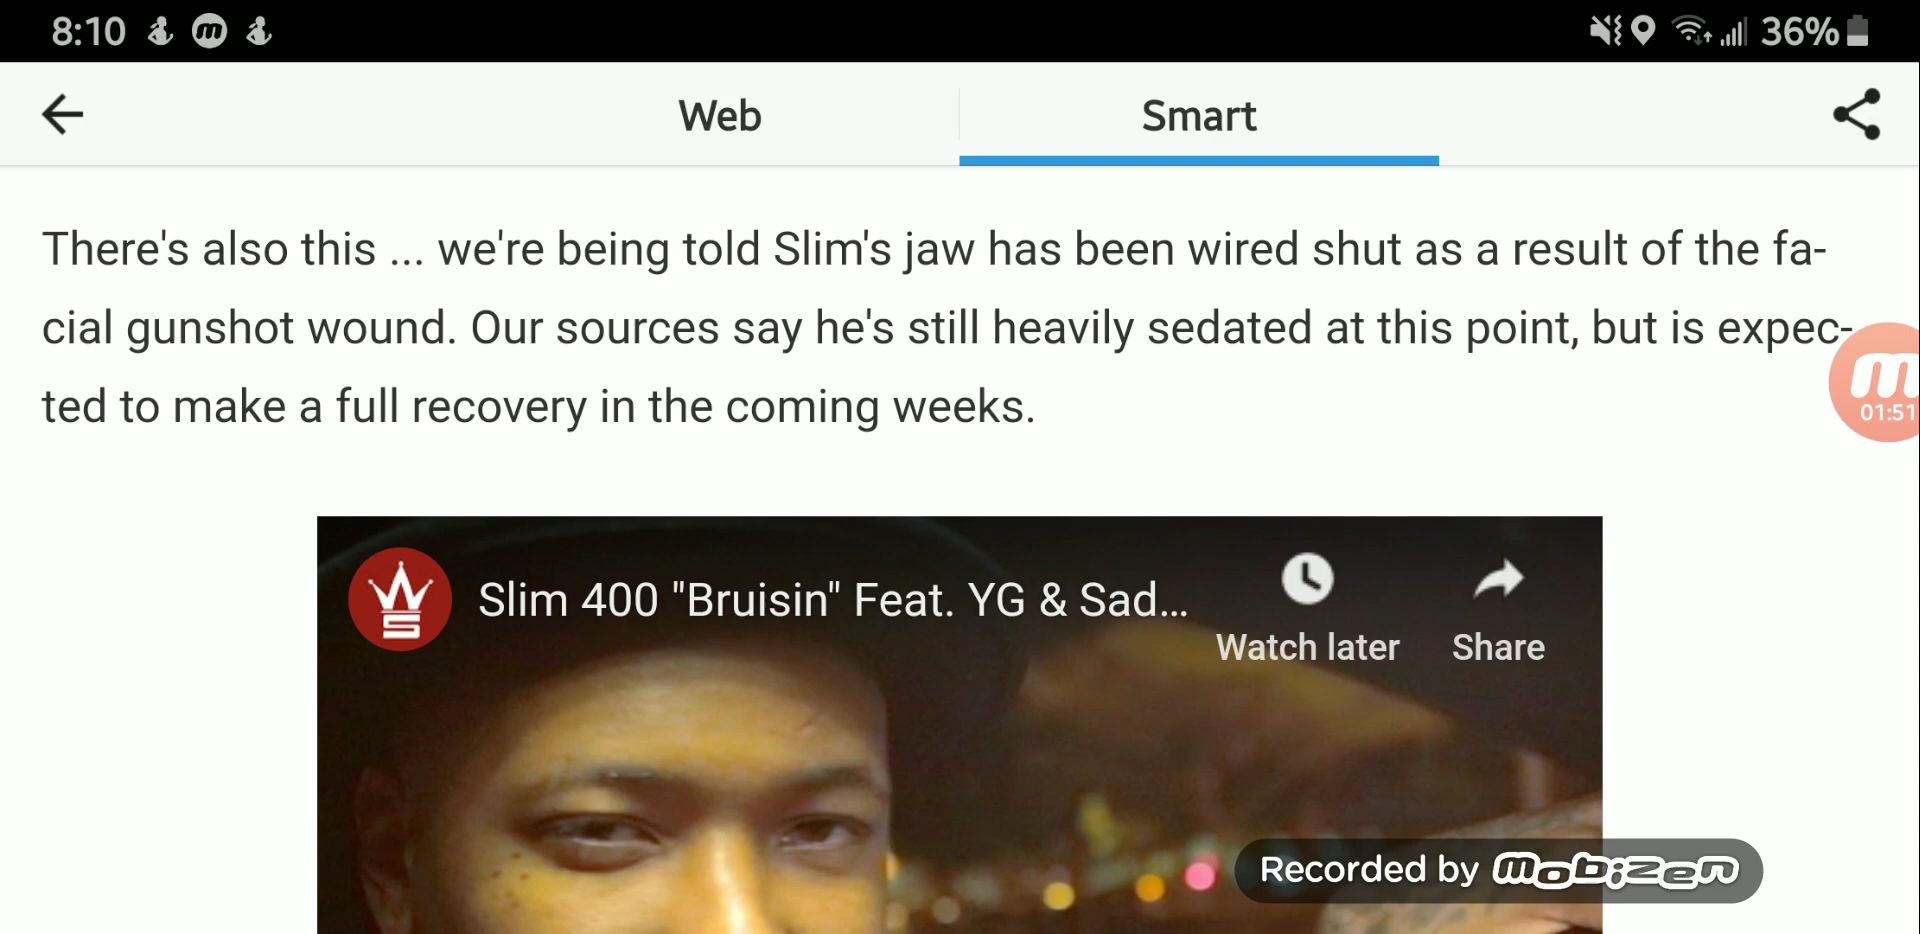 8:10 m 36%
Web Smart
There's also this ... we're being told Slim's jaw has been wired shut as a result of the fa-
cial gunshot wound. Our sources say he's still heavily sedated at this point, but is expec-
ted to make a full recovery in the coming weeks.
m
01:51
WS
Slim 400 "Bruisin" Feat. YG & Sad...
Watch later Share
Recorded by mobizen